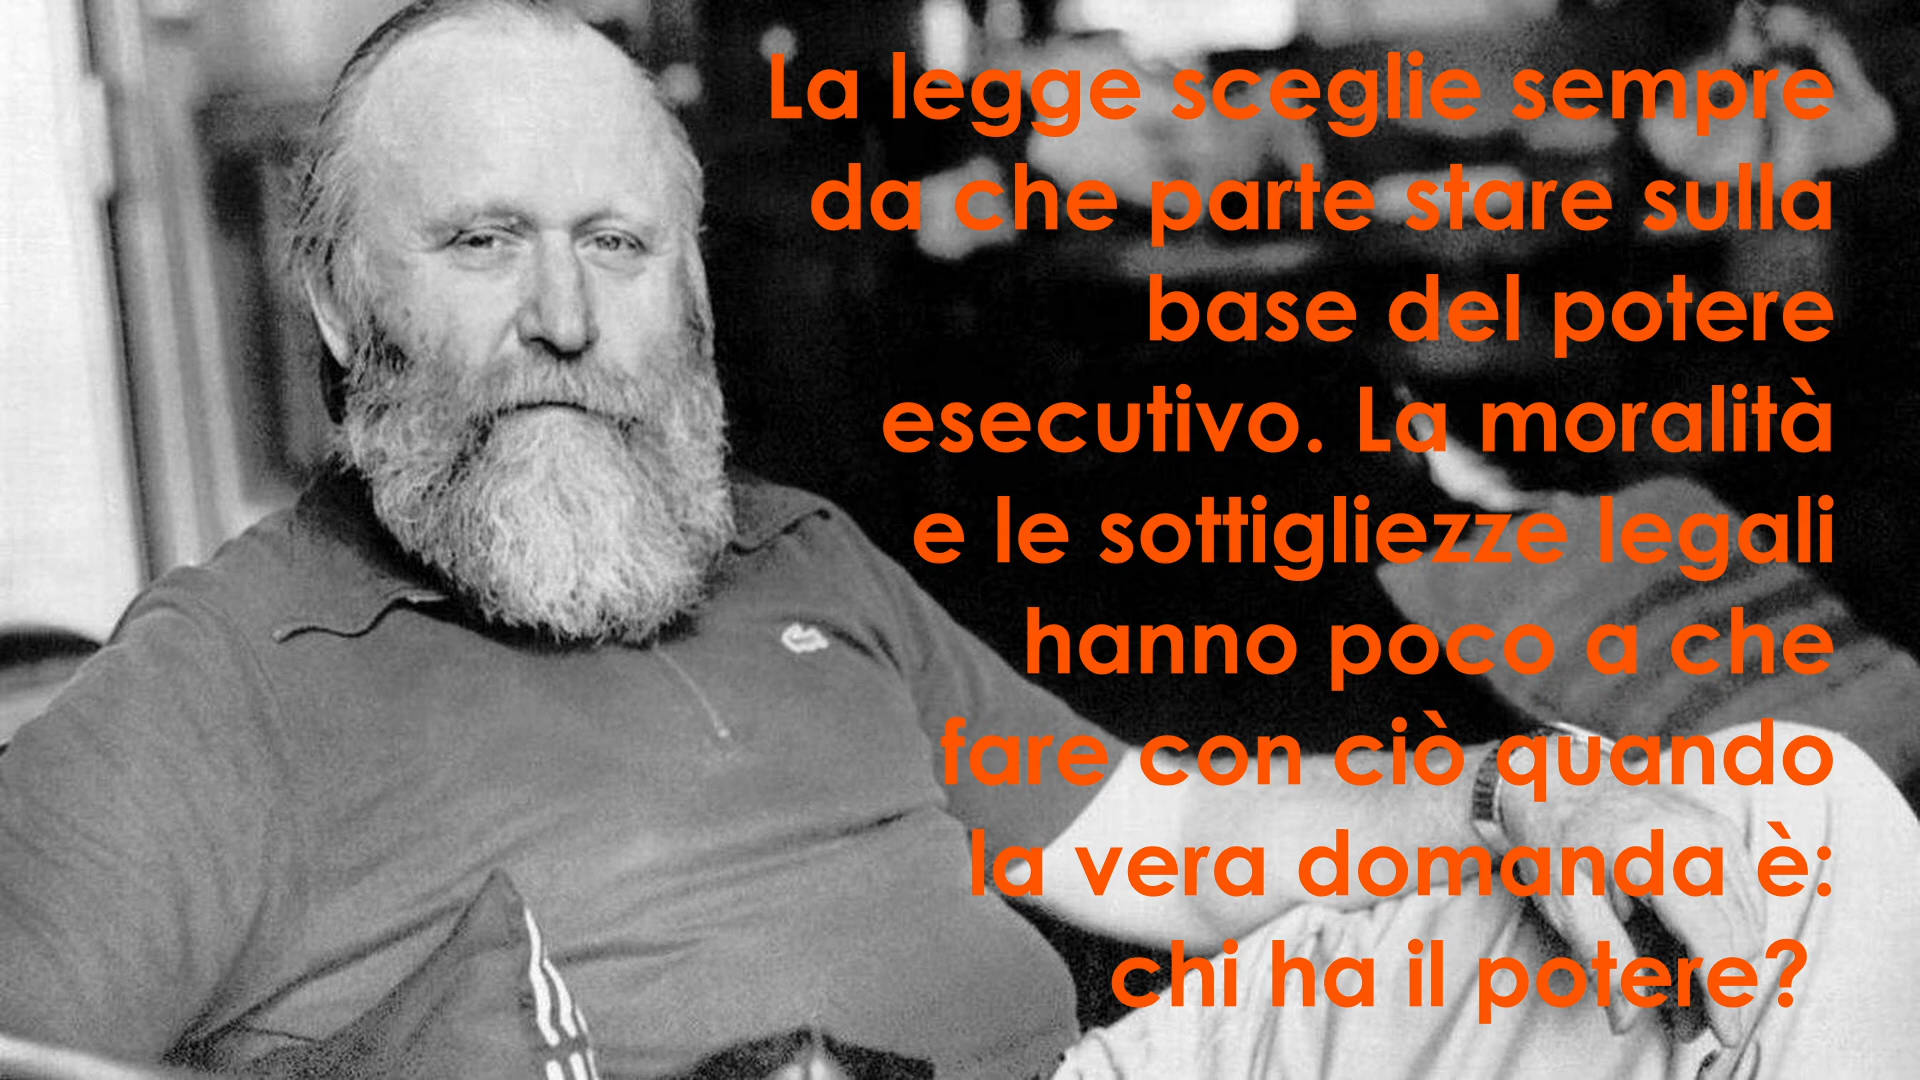 La legge sceglie sempre
da che parte stare sulla
base del potere
esecutivo. La moralità
e le sottigliezze legali
hanno poco a che
fare con ciò quando
la vera domanda è:
chi ha il potere?